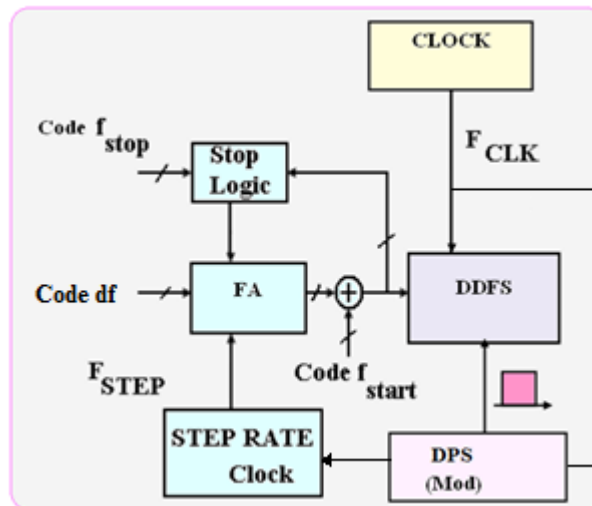 CLOCK
Code f stop
Stop
Logic
F CLK
Code df
FA
DDFS
F STEP
Code f start
STEP RATE
Clock
DPS
(Mod)